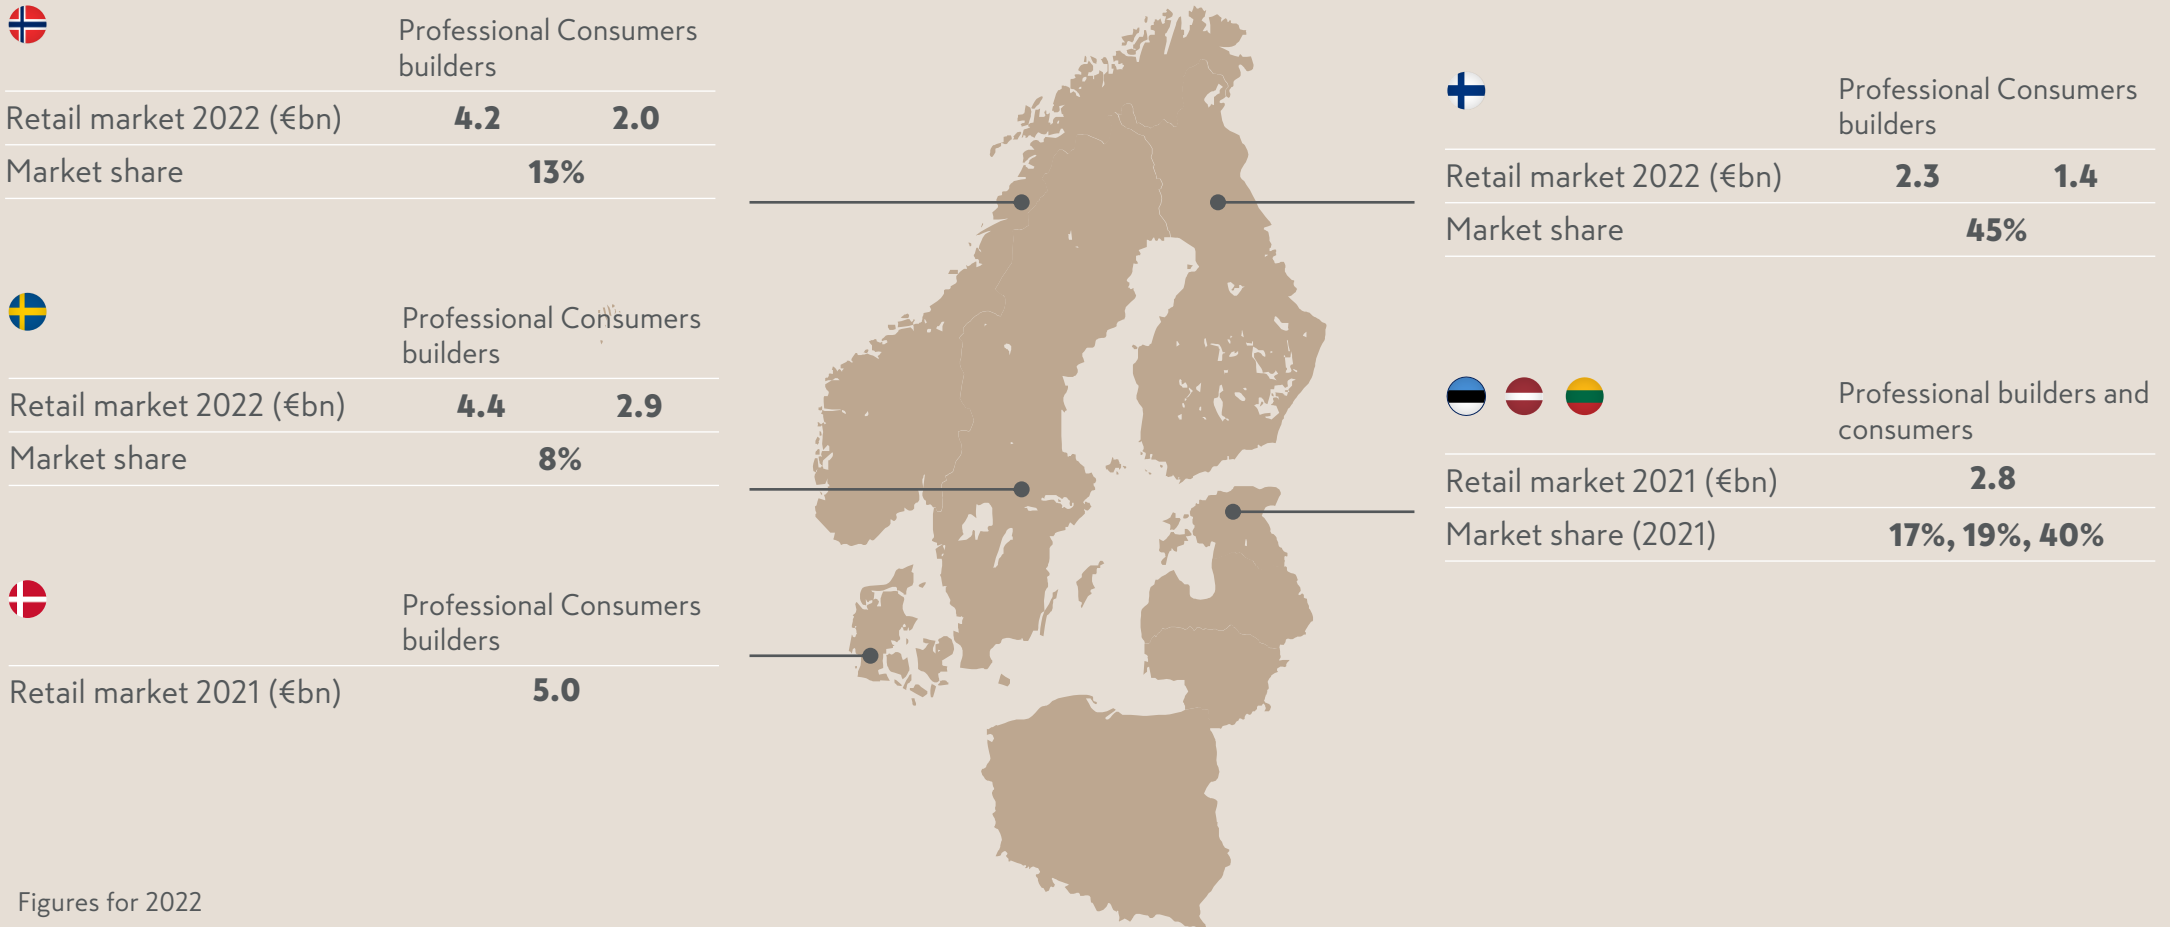 Professional Consumers
builders
Retail market 2022 (€bn) 4.2 2.0
Market share 13%
Professional Consumers
builders
Retail market 2022 (€bn) 4.4 2.9
Market share 8%
Professional Consumers
builders
Retail market 2021 (€bn) 5.0
Figures for 2022
Professional Consumers
builders
Retail market 2022 (€bn) 2.3 1.4
Market share 45%
Professional builders and
consumers
Retail market 2021 (€bn) 2.8
Market share (2021) 17%, 19%, 40%